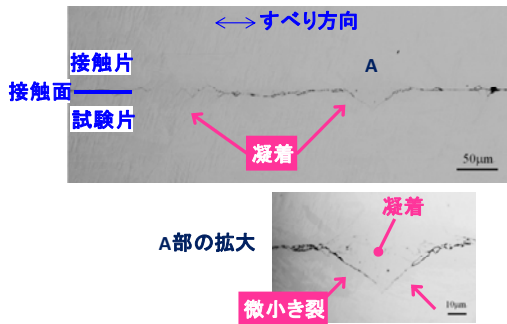 すべり方向
接触片
A
接触面
試験片
凝着
50μm
凝着
A部の拡大
微小き裂
10μm